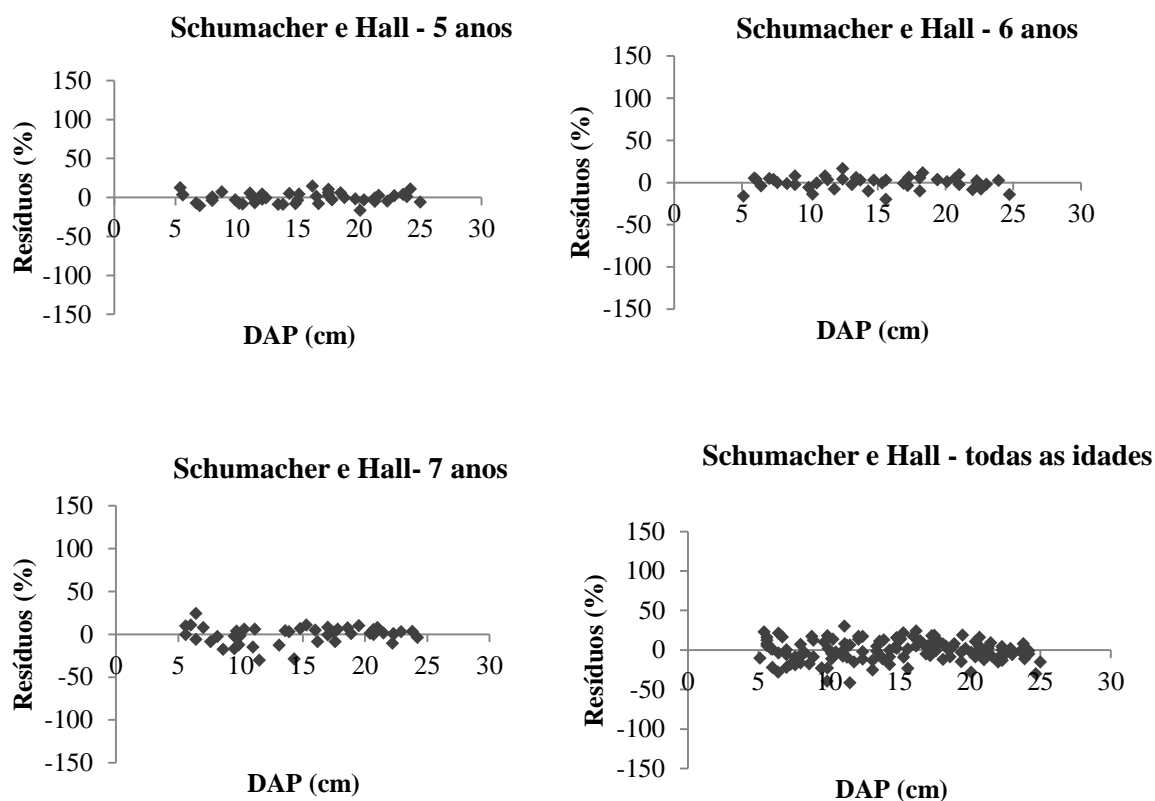 Schumacher e Hall - 5 anos
150
100
50
0
-50
-100
-150
0 5 10 15 20 25 30
Resíduos (%)
DAP (cm)
Schumacher e Hall - 6 anos
150
100
50
0
-50
-100
-150
0 5 10 15 20 25 30
Resíduos (%)
DAP (cm)
Schumacher e Hall- 7 anos
150
100
50
0
-50
-100
-150
0 5 10 15 20 25 30
Resíduos (%)
DAP (cm)
Schumacher e Hall - todas as idades
150
100
50
0
-50
-100
-150
0 5 10 15 20 25 30
Resíduos (%)
DAP (cm)